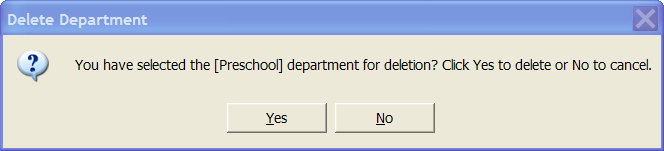 Delete Department
You have selected the [Preschool] department for deletion? Click Yes to delete or No to cancel.
Yes
No